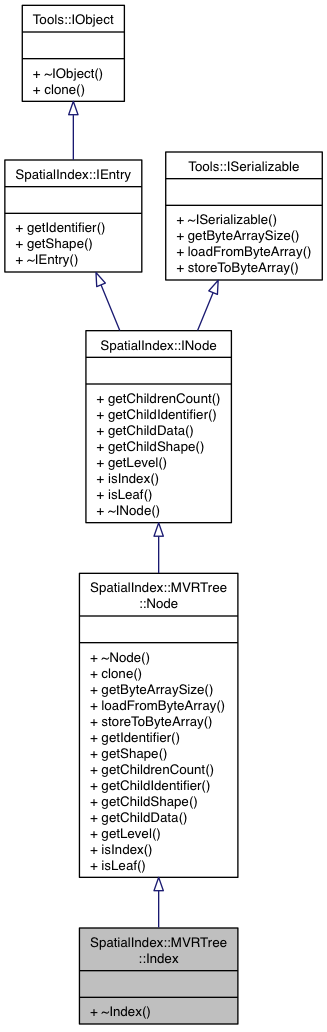 Tools::IObject
+ ~IObject()
+ clone()
SpatialIndex::IEntry
+ getIdentifier()
+ getShape()
+ ~IEntry()
Tools::ISerializable
+ ~ISerializable()
+ getByteArraySize()
+ loadFromByteArray()
+ storeToByteArray()
SpatialIndex::INode
+ getChildrenCount()
+ getChildIdentifier()
+ getChildData()
+ getChildShape()
+ getLevel()
+ isIndex()
+ isLeaf()
+ ~INode()
SpatialIndex::MVRTree
::Node
+ ~Node()
+ clone()
+ getByteArraySize()
+ loadFromByteArray()
+ storeToByteArray()
+ getIdentifier()
+ getShape()
+ getChildrenCount()
+ getChildIdentifier()
+ getChildShape()
+ getChildData()
+ getLevel()
+ isIndex()
+ isLeaf()
SpatialIndex::MVRTree
::Index
+ ~Index()